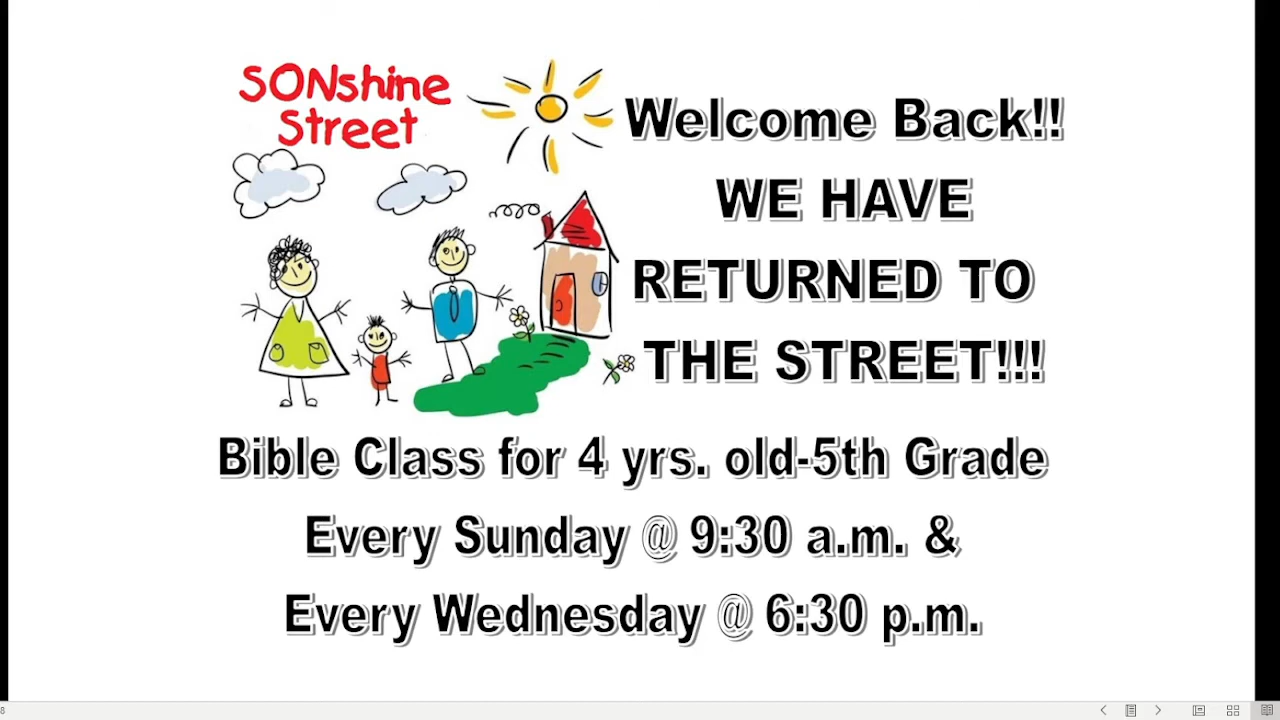 SONshine
Street
Welcome Back!!
WE HAVE
RETURNED TO
THE STREET!!!
Bible Class for 4 yrs. old-5th Grade
Every Sunday @ 9:30 a.m. &
Every Wednesday @ 6:30 p.m.
8